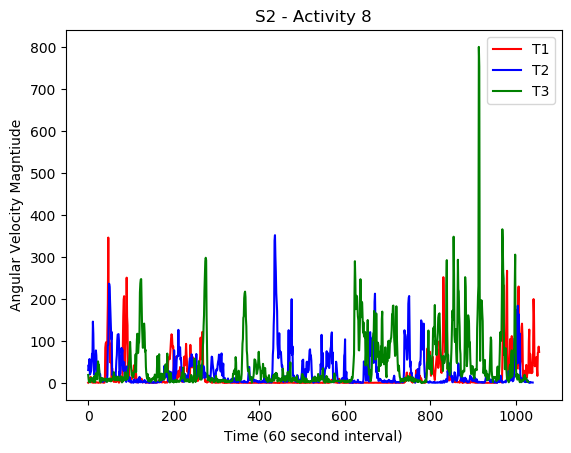 S2 - Activity 8
T1
T2
T3
800
700
600
500
400
300
200
100
0
Angular Velocity Magntiude
0 200 400 600 800 1000
Time (60 second interval)